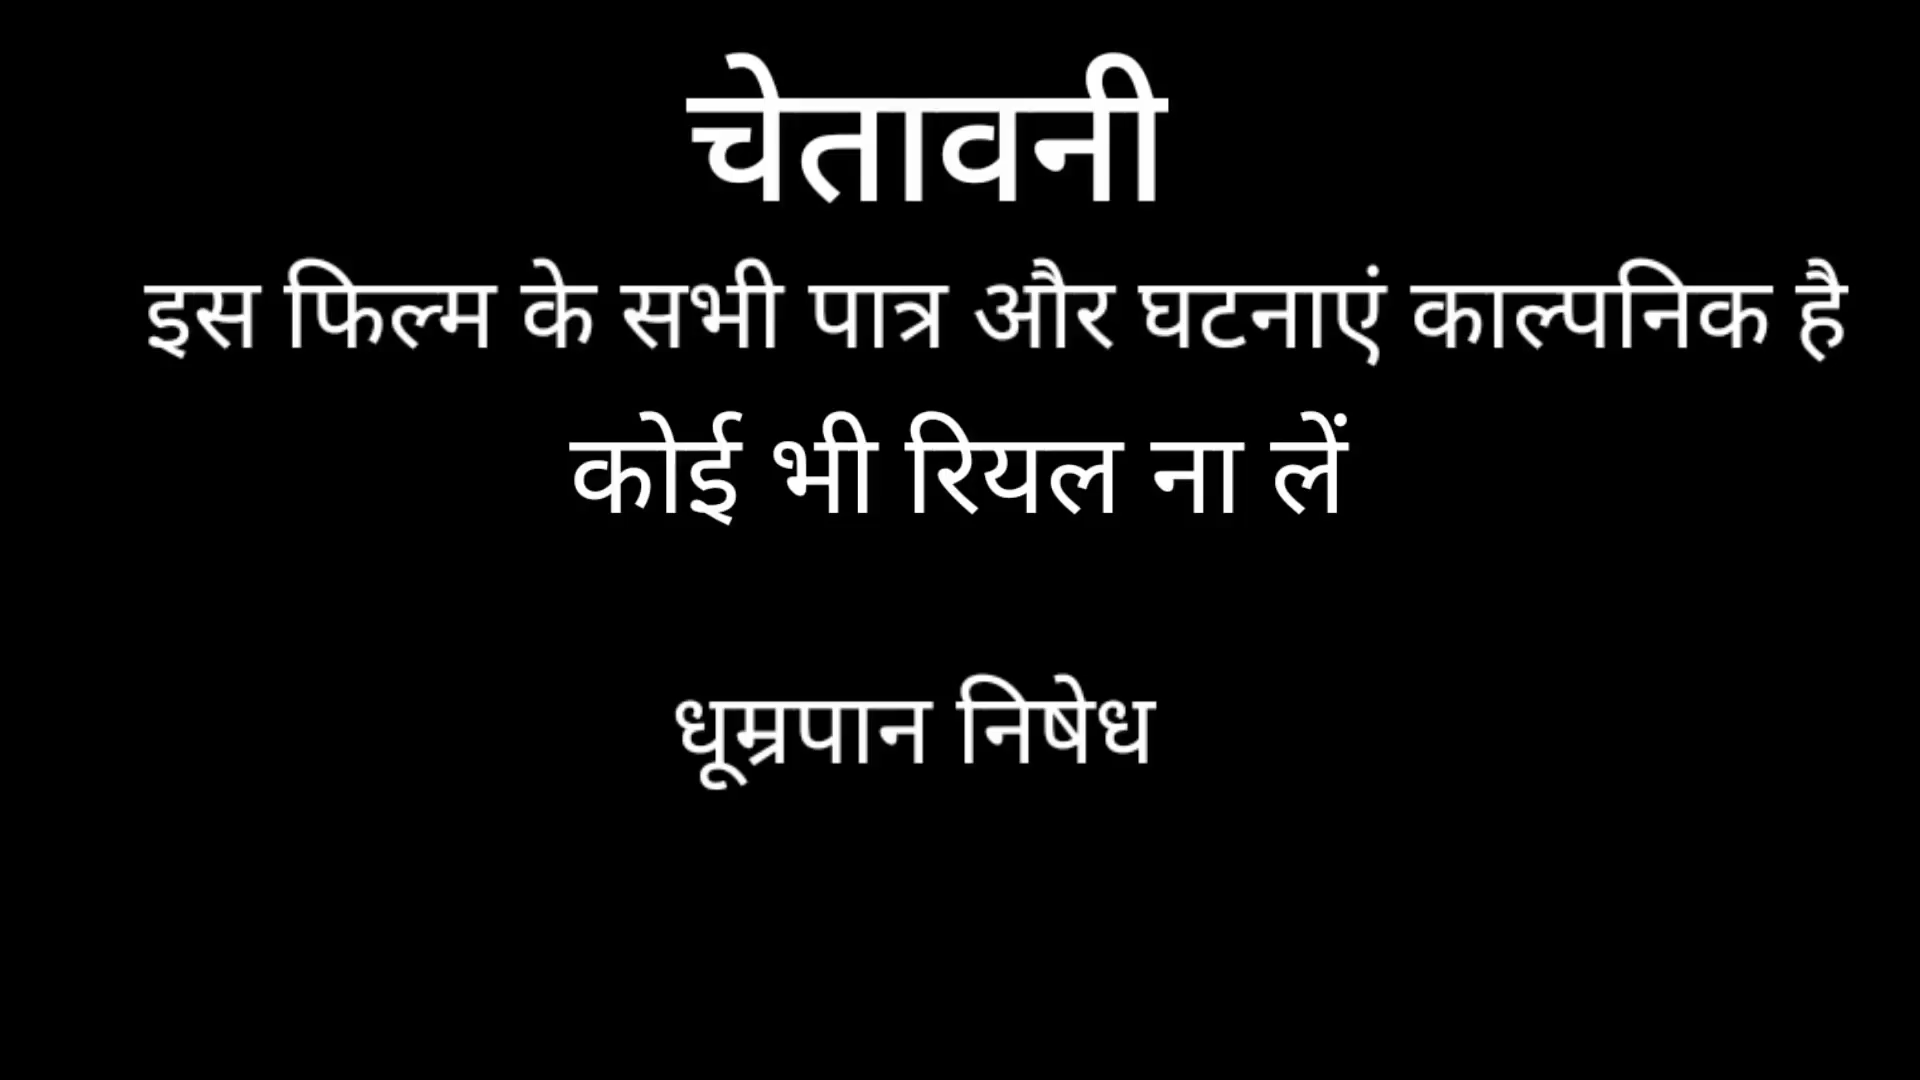 चेतावनी
इस फिल्म के सभी पात्र और घटनाएं काल्पनिक है
कोई भी रियल ना लें
धूम्रपान निषेध